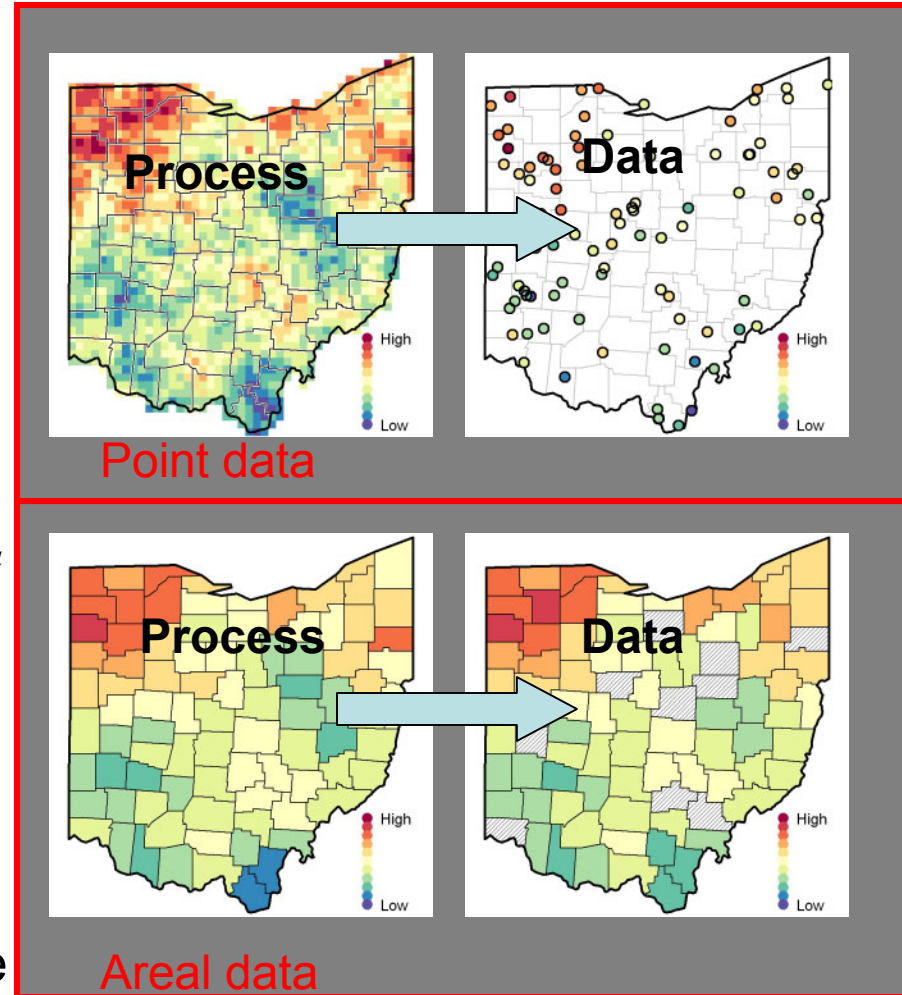 Process
Data
High
Low
High
Low
Point data
Process
Data
High
Low
High
Low
e
Areal data